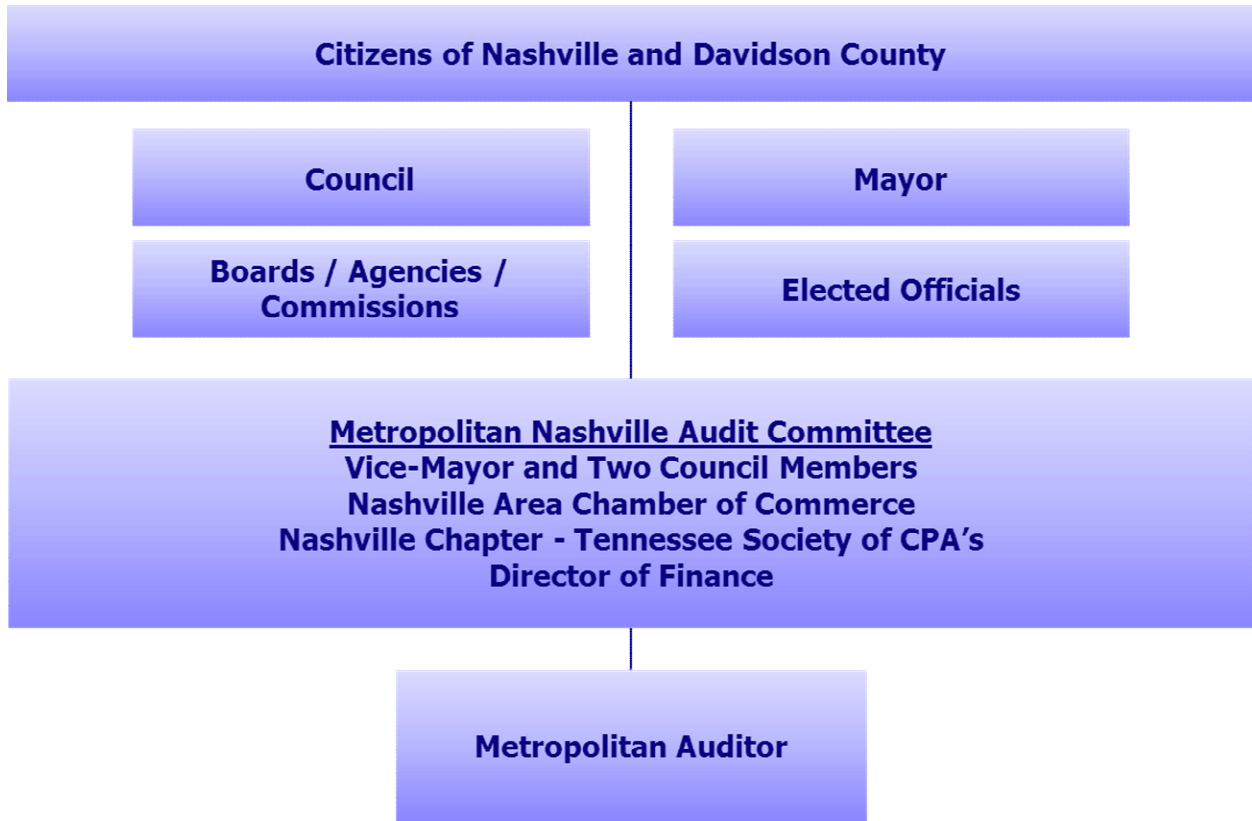 Citizens of Nashville and Davidson County
Council
Mayor
Boards / Agencies /
Commissions
Elected Officials
Metropolitan Nashville Audit Committee
Vice-Mayor and Two Council Members
Nashville Area Chamber of Commerce
Nashville Chapter - Tennessee Society of CPA’s
Director of Finance
Metropolitan Auditor